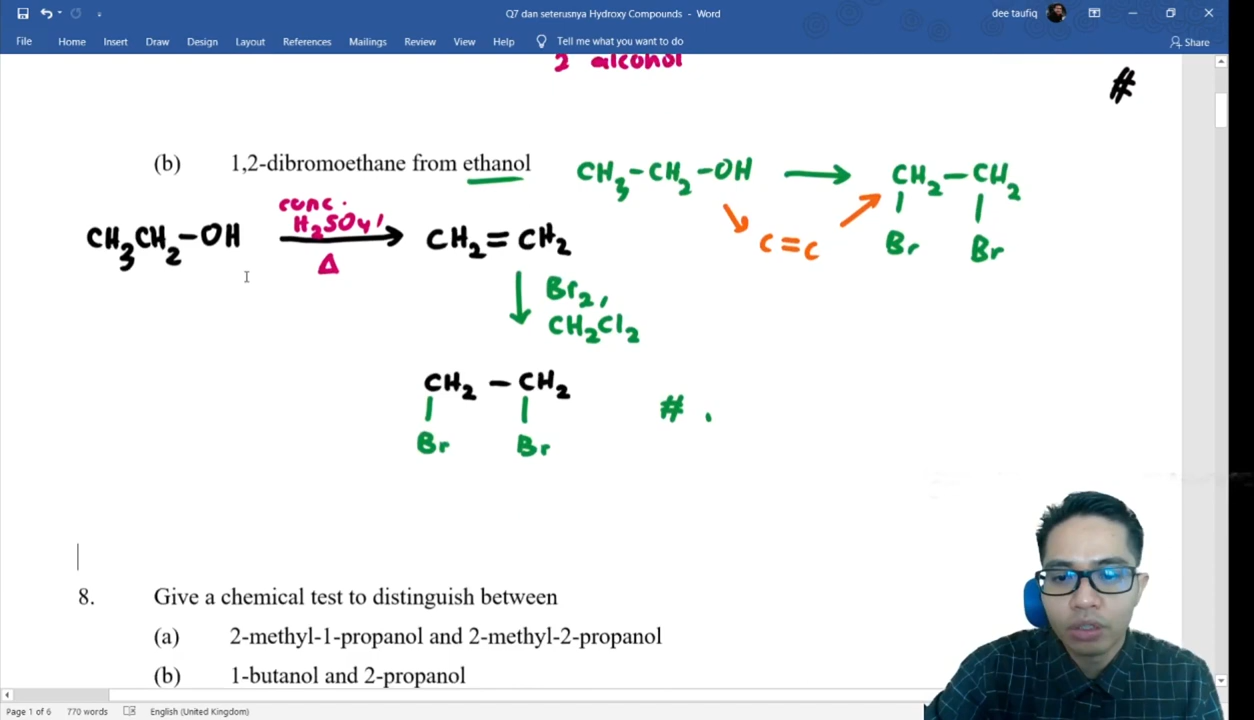 Q7 dan seterusnya Hydroxy Compounds - Word
dee taufiq
File Home Insert Draw Design Layout References Mailings Review View Help Tell me what you want to do Share
2 alcohol
#
(b) 1,2-dibromoethane from ethanol CH3-CH2-OH → CH2-CH2
Br Br
C=C
CH3CH2-OH conc. H2SO4, Δ → CH2=CH2
↓ Br2,
CH2Cl2
CH2-CH2
Br Br
# .
8. Give a chemical test to distinguish between
(a) 2-methyl-1-propanol and 2-methyl-2-propanol
(b) 1-butanol and 2-propanol
Page 1 of 6 770 words English (United Kingdom)